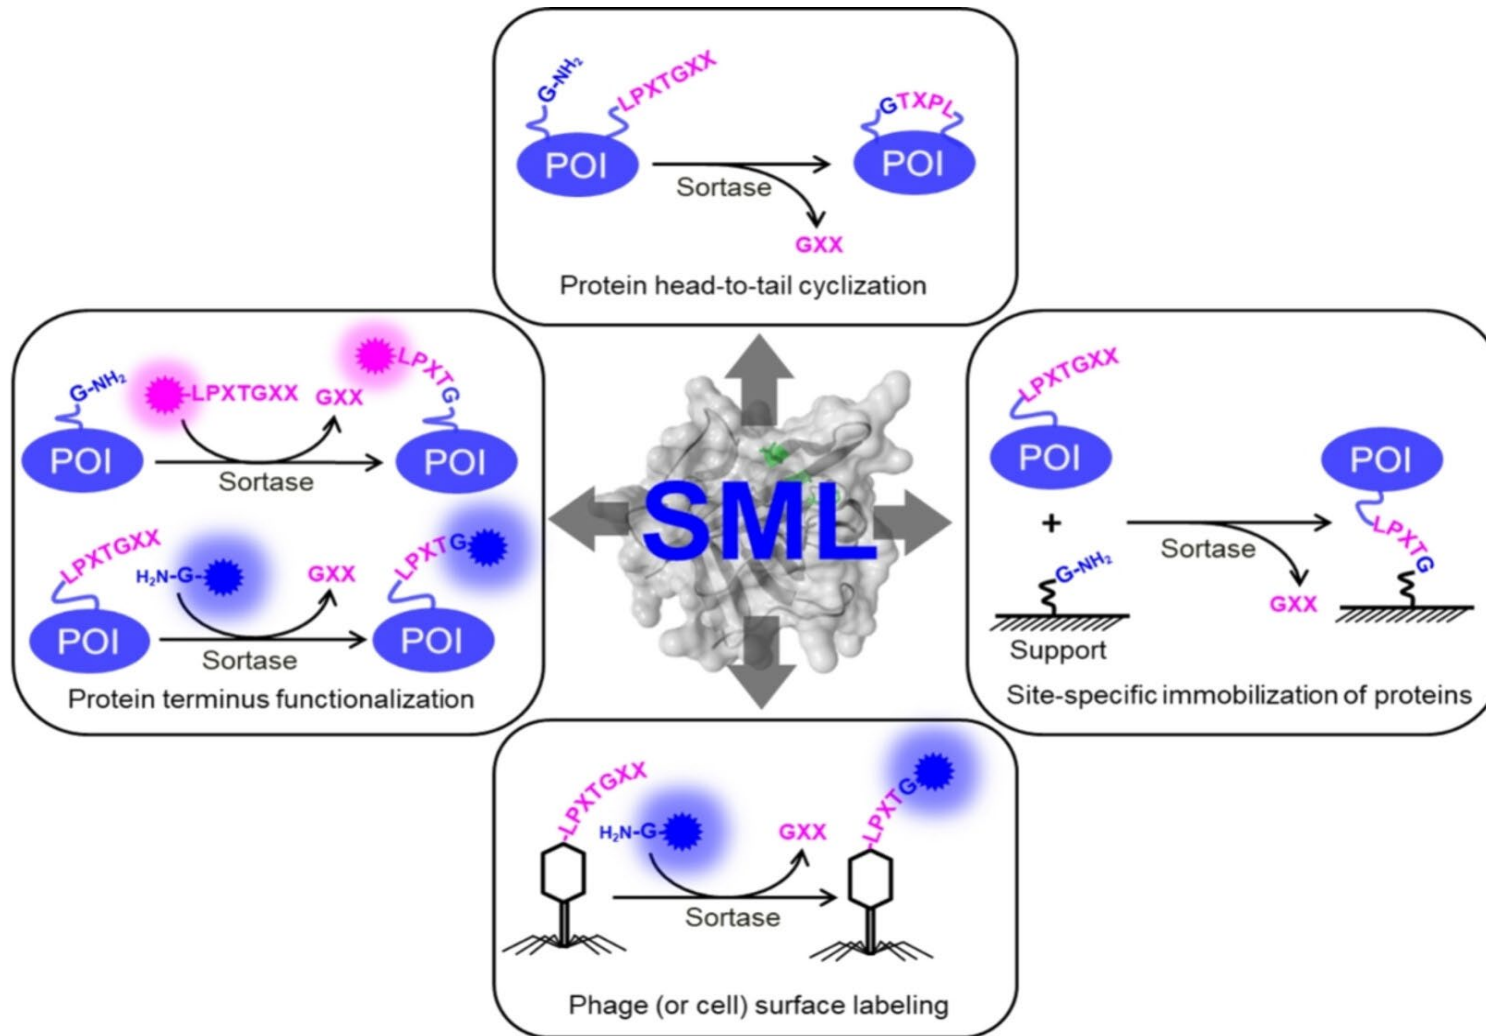 G-NH2
LPXTGXX
GTXPL
POI
POI
Sortase
GXX
Protein head-to-tail cyclization
G-NH2
-LPXTGXX
GXX
-LPXTG
POI
POI
Sortase
LPXTGXX
H2N-G-
GXX
LPXTG
POI
POI
Sortase
Protein terminus functionalization
SML
LPXTGXX
POI
+
G-NH2
Support
Sortase
GXX
POI
LPXTG
Site-specific immobilization of proteins
-LPXTGXX
H2N-G-
GXX
-LPXTG
Sortase
Phage (or cell) surface labeling